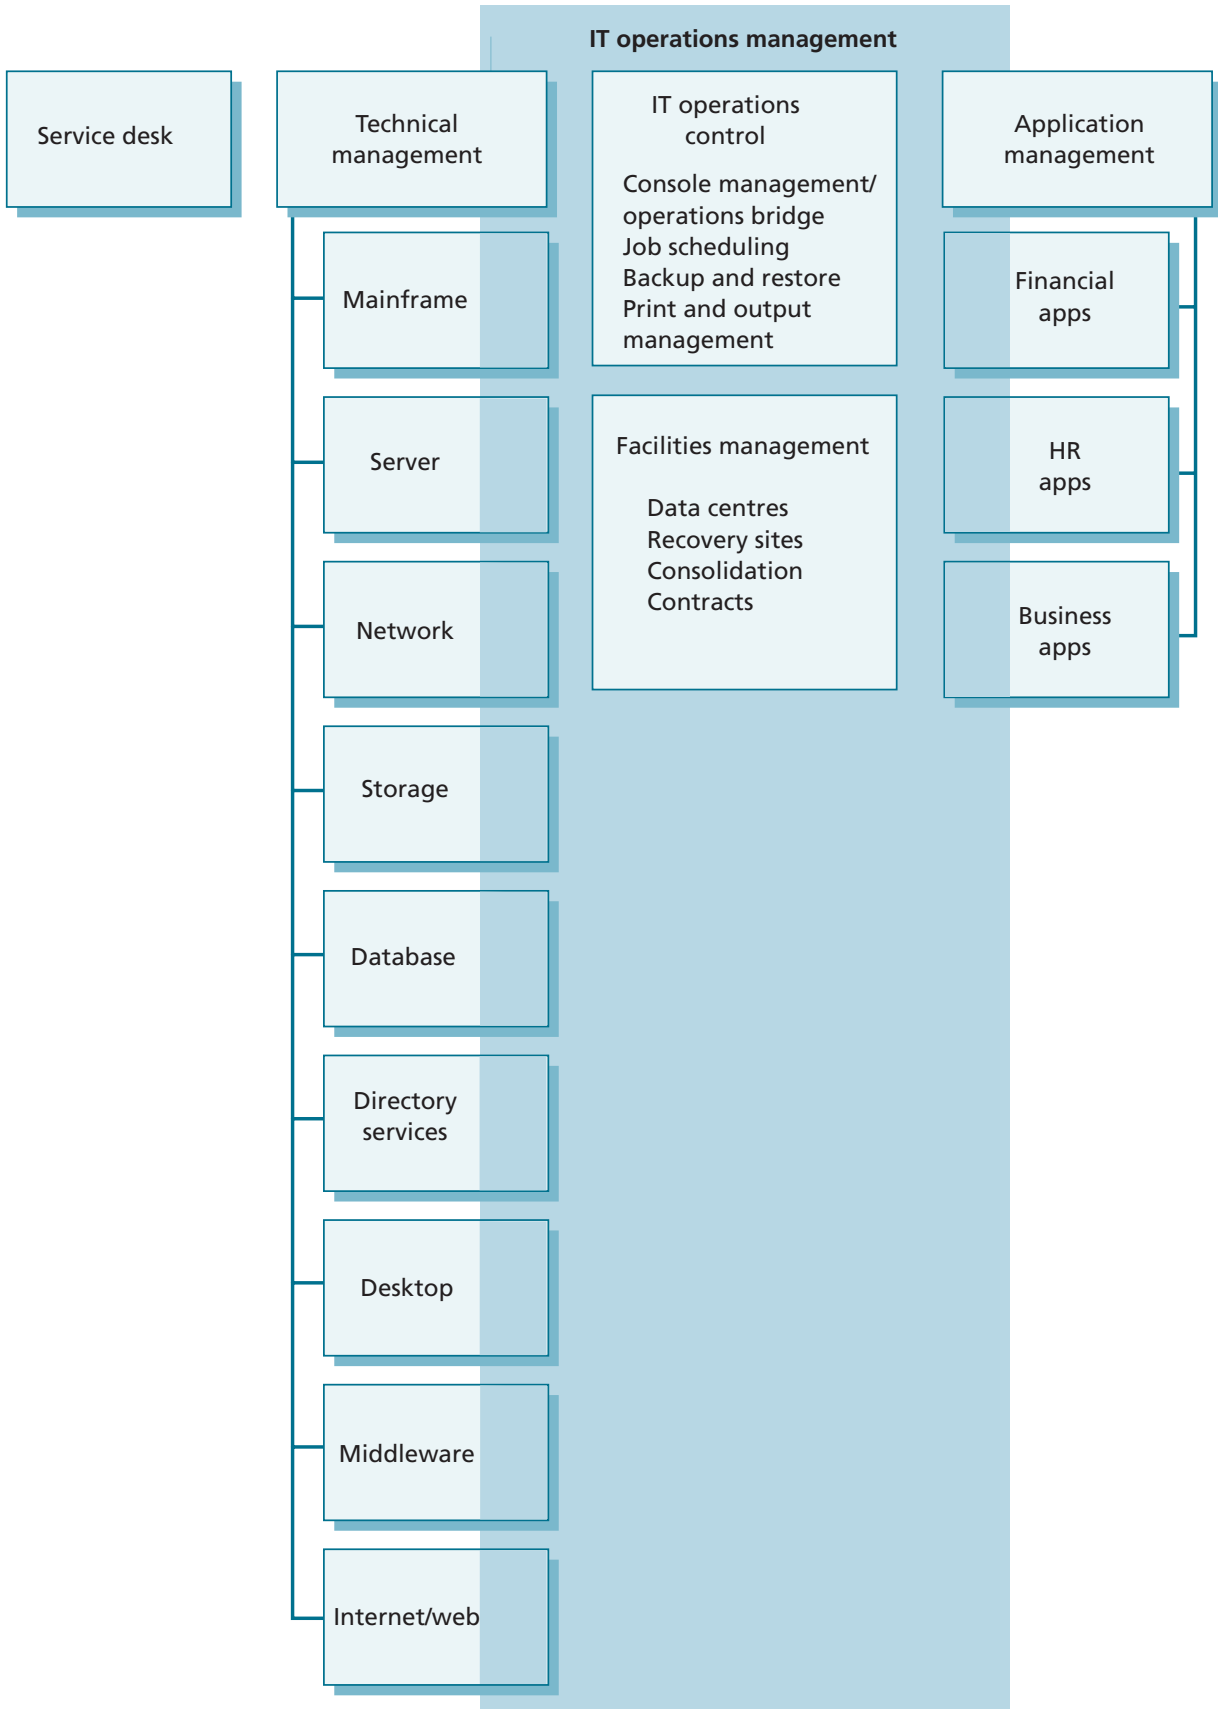 IT operations management
Service desk
Technical
management
IT operations
control
Console management/
operations bridge
Job scheduling
Backup and restore
Print and output
management
Application
management
Mainframe
Server
Network
Storage
Database
Directory
services
Desktop
Middleware
Internet/web
Facilities management
Data centres
Recovery sites
Consolidation
Contracts
Financial
apps
HR
apps
Business
apps